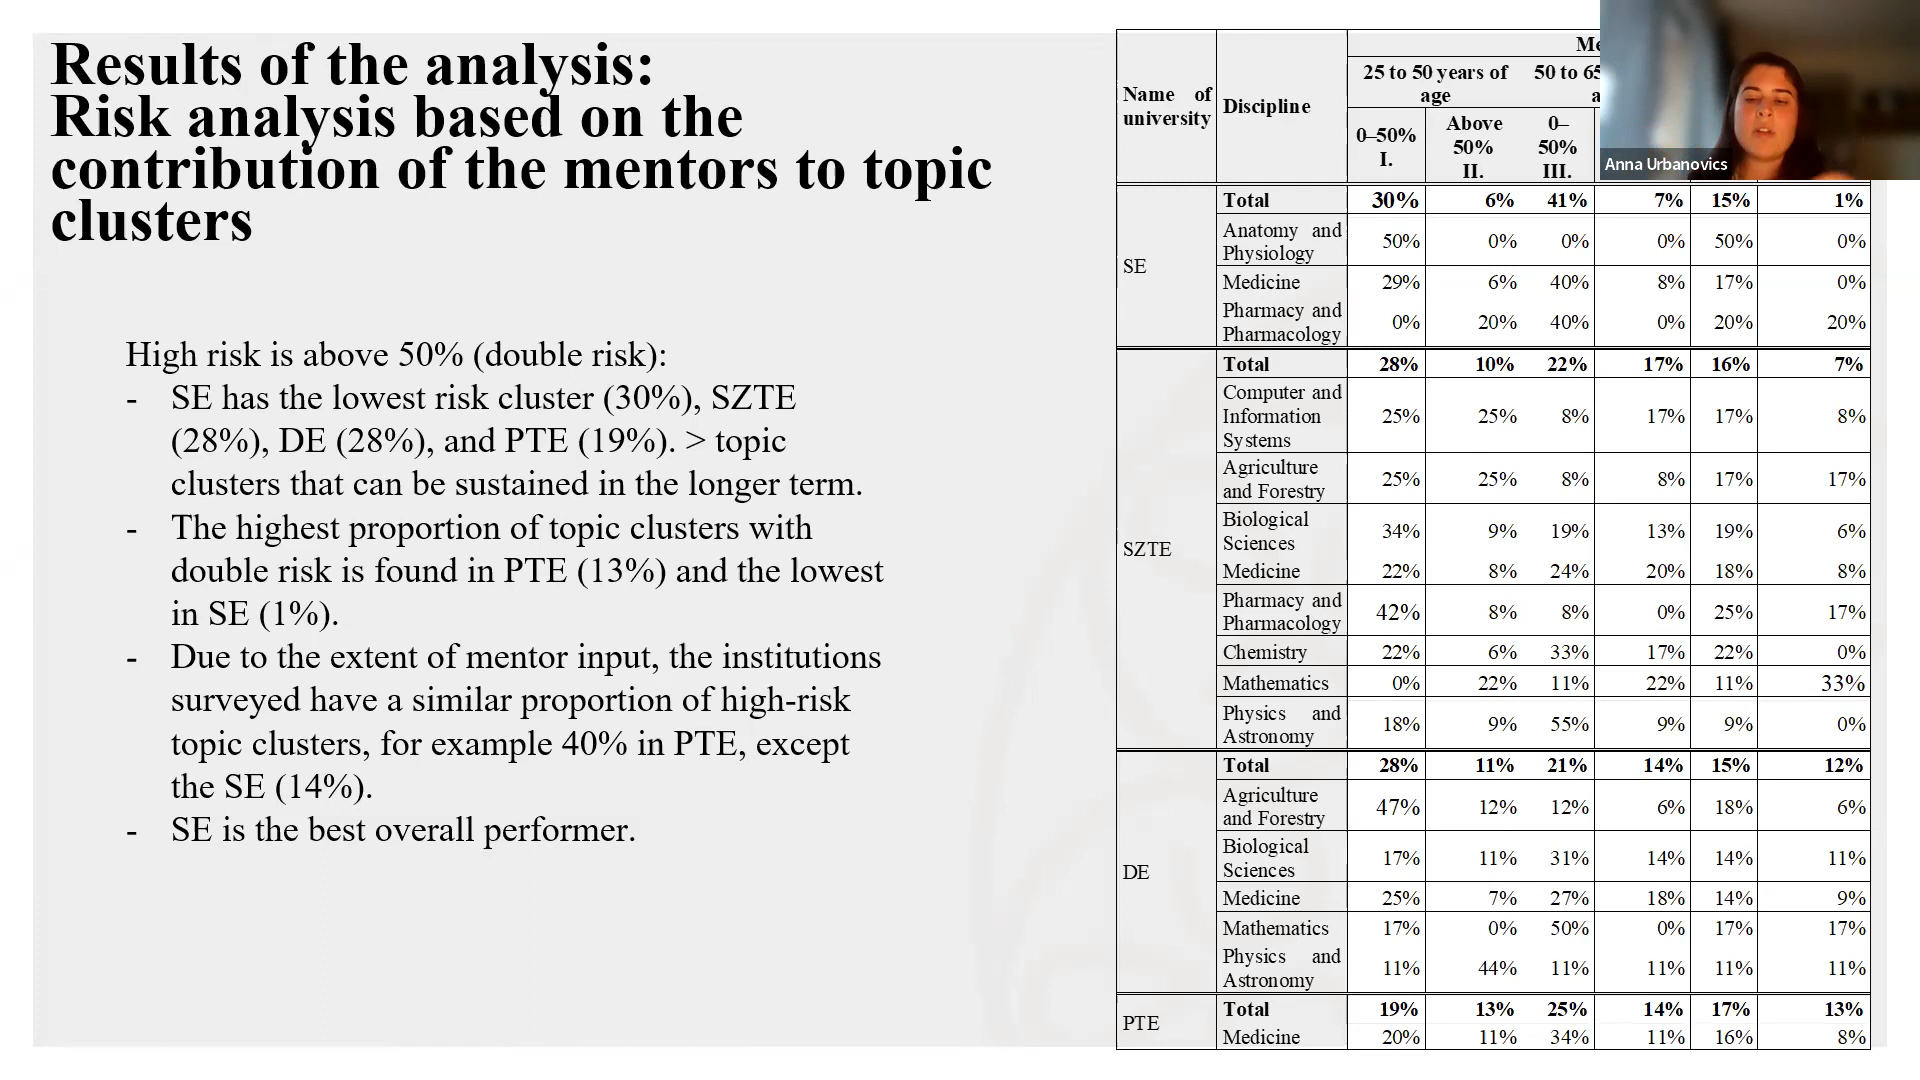 Results of the analysis:
Risk analysis based on the
contribution of the mentors to topic
clusters
High risk is above 50% (double risk):
- SE has the lowest risk cluster (30%), SZTE
(28%), DE (28%), and PTE (19%). > topic
clusters that can be sustained in the longer term.
- The highest proportion of topic clusters with
double risk is found in PTE (13%) and the lowest
in SE (1%).
- Due to the extent of mentor input, the institutions
surveyed have a similar proportion of high-risk
topic clusters, for example 40% in PTE, except
the SE (14%).
- SE is the best overall performer.
Name of
university
Discipline
25 to 50 years of
age
50 to
0–50%
I.
Above
50%
II.
0–
50%
III.
Anna Urbanovics
SE
Total 30% 6% 41% 7% 15% 1%
Anatomy and
Physiology 50% 0% 0% 0% 50% 0%
Medicine 29% 6% 40% 8% 17% 0%
Pharmacy and
Pharmacology 0% 20% 40% 0% 20% 20%
SZTE
Total 28% 10% 22% 17% 16% 7%
Computer and
Information
Systems 25% 25% 8% 17% 17% 8%
Agriculture
and Forestry 25% 25% 8% 8% 17% 17%
Biological
Sciences 34% 9% 19% 13% 19% 6%
Medicine 22% 8% 24% 20% 18% 8%
Pharmacy and
Pharmacology 42% 8% 8% 0% 25% 17%
Chemistry 22% 6% 33% 17% 22% 0%
Mathematics 0% 22% 11% 22% 11% 33%
Physics and
Astronomy 18% 9% 55% 9% 9% 0%
DE
Total 28% 11% 21% 14% 15% 12%
Agriculture
and Forestry 47% 12% 12% 6% 18% 6%
Biological
Sciences 17% 11% 31% 14% 14% 11%
Medicine 25% 7% 27% 18% 14% 9%
Mathematics 17% 0% 50% 0% 17% 17%
Physics and
Astronomy 11% 44% 11% 11% 11% 11%
PTE
Total 19% 13% 25% 14% 17% 13%
Medicine 20% 11% 34% 11% 16% 8%